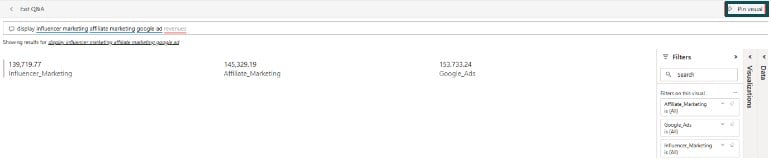 Exit Q&A
Pin visual
display influencer marketing affiliate marketing google ad revenues
Showing results for display influencer marketing affiliate marketing google ad
139,719.77
Influencer_Marketing
145,329.19
Affiliate_Marketing
153,733.24
Google_Ads
Filters
Search
Filters on this visual
Affiliate_Marketing
is (All)
Google_Ads
is (All)
Influencer_Marketing
is (All)
Visualizations
Data